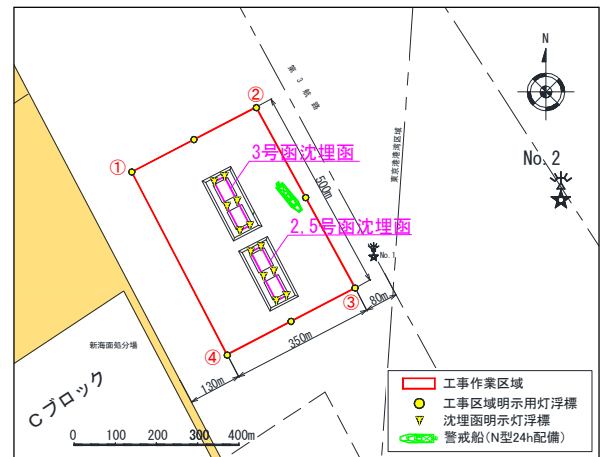 N
②
第3航路
3号函沈埋函
No.2
①
東京港港湾区域
500m
2,5号函沈埋函
No.1
③
80m
350m
④
130m
新海面処分場
Cブロック
0 100 200 300 400m
工事作業区域
工事区域明示用灯浮標
沈埋函明示灯浮標
警戒船(N型24h配備)